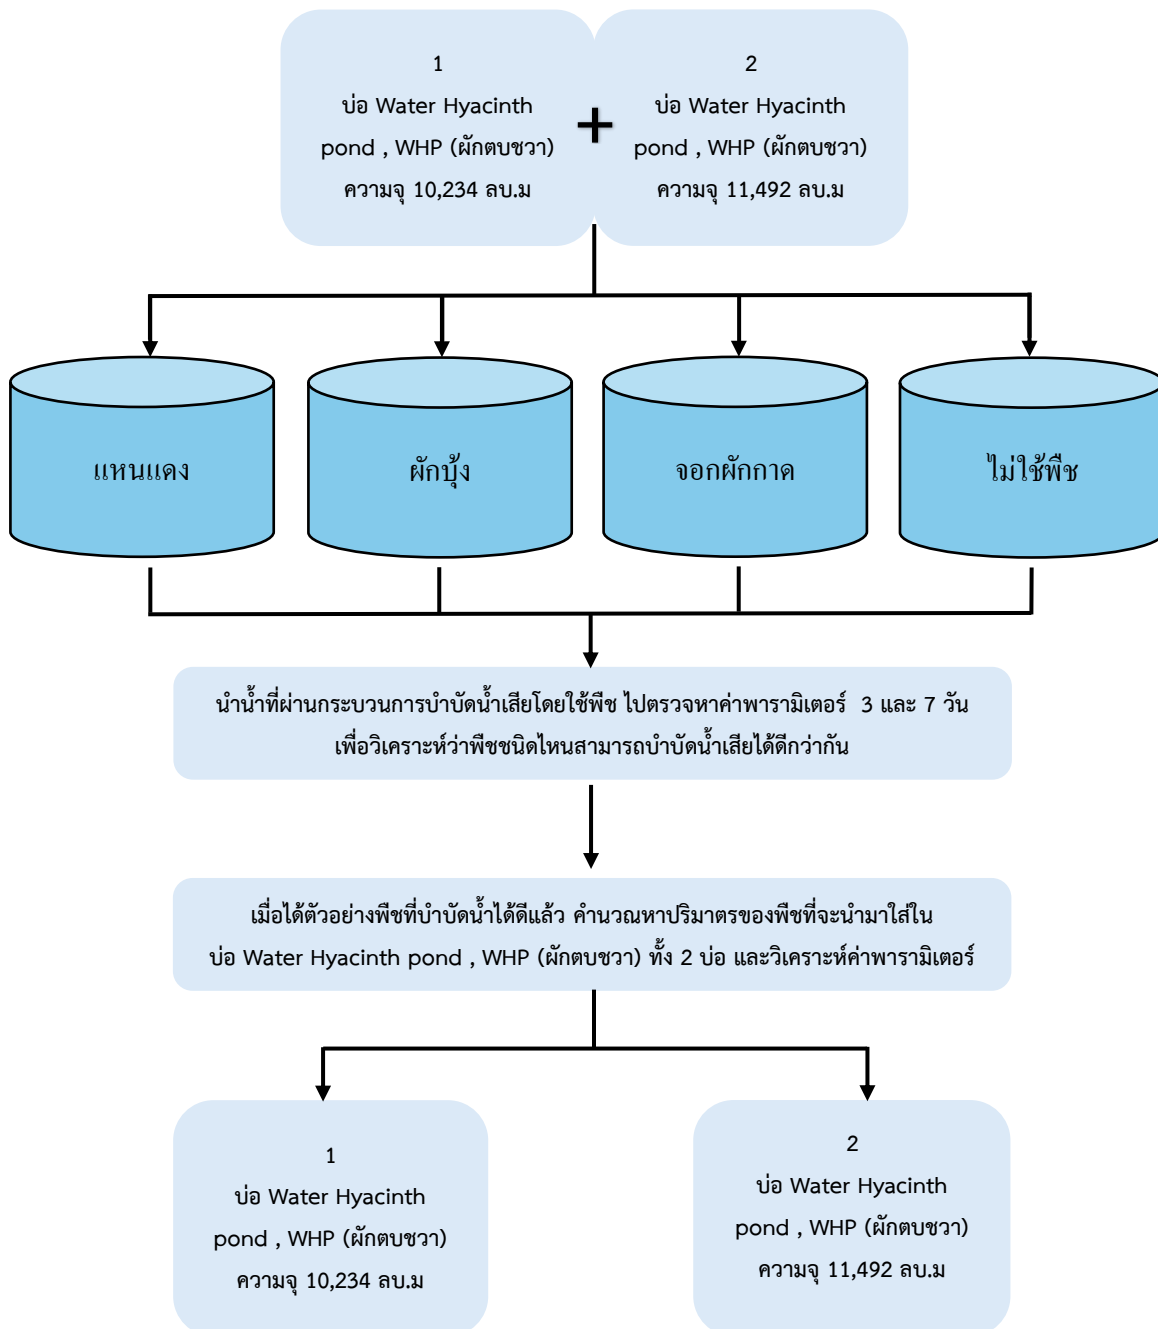 1
บ่อ Water Hyacinth
pond , WHP (ผักตบชวา)
ความจุ 10,234 ลบ.ม
+
2
บ่อ Water Hyacinth
pond , WHP (ผักตบชวา)
ความจุ 11,492 ลบ.ม
แหนแดง
ผักบุ้ง
จอกผักกาด
ไม่ใช้พืช
นำน้ำที่ผ่านกระบวนการบำบัดน้ำเสียโดยใช้พืช ไปตรวจหาค่าพารามิเตอร์ 3 และ 7 วัน
เพื่อวิเคราะห์ว่าพืชชนิดไหนสามารถบำบัดน้ำเสียได้ดีกว่ากัน
เมื่อได้ตัวอย่างพืชที่บำบัดน้ำได้ดีแล้ว คำนวณหาปริมาตรของพืชที่จะนำมาใส่ใน
บ่อ Water Hyacinth pond , WHP (ผักตบชวา) ทั้ง 2 บ่อ และวิเคราะห์ค่าพารามิเตอร์
1
บ่อ Water Hyacinth
pond , WHP (ผักตบชวา)
ความจุ 10,234 ลบ.ม
2
บ่อ Water Hyacinth
pond , WHP (ผักตบชวา)
ความจุ 11,492 ลบ.ม